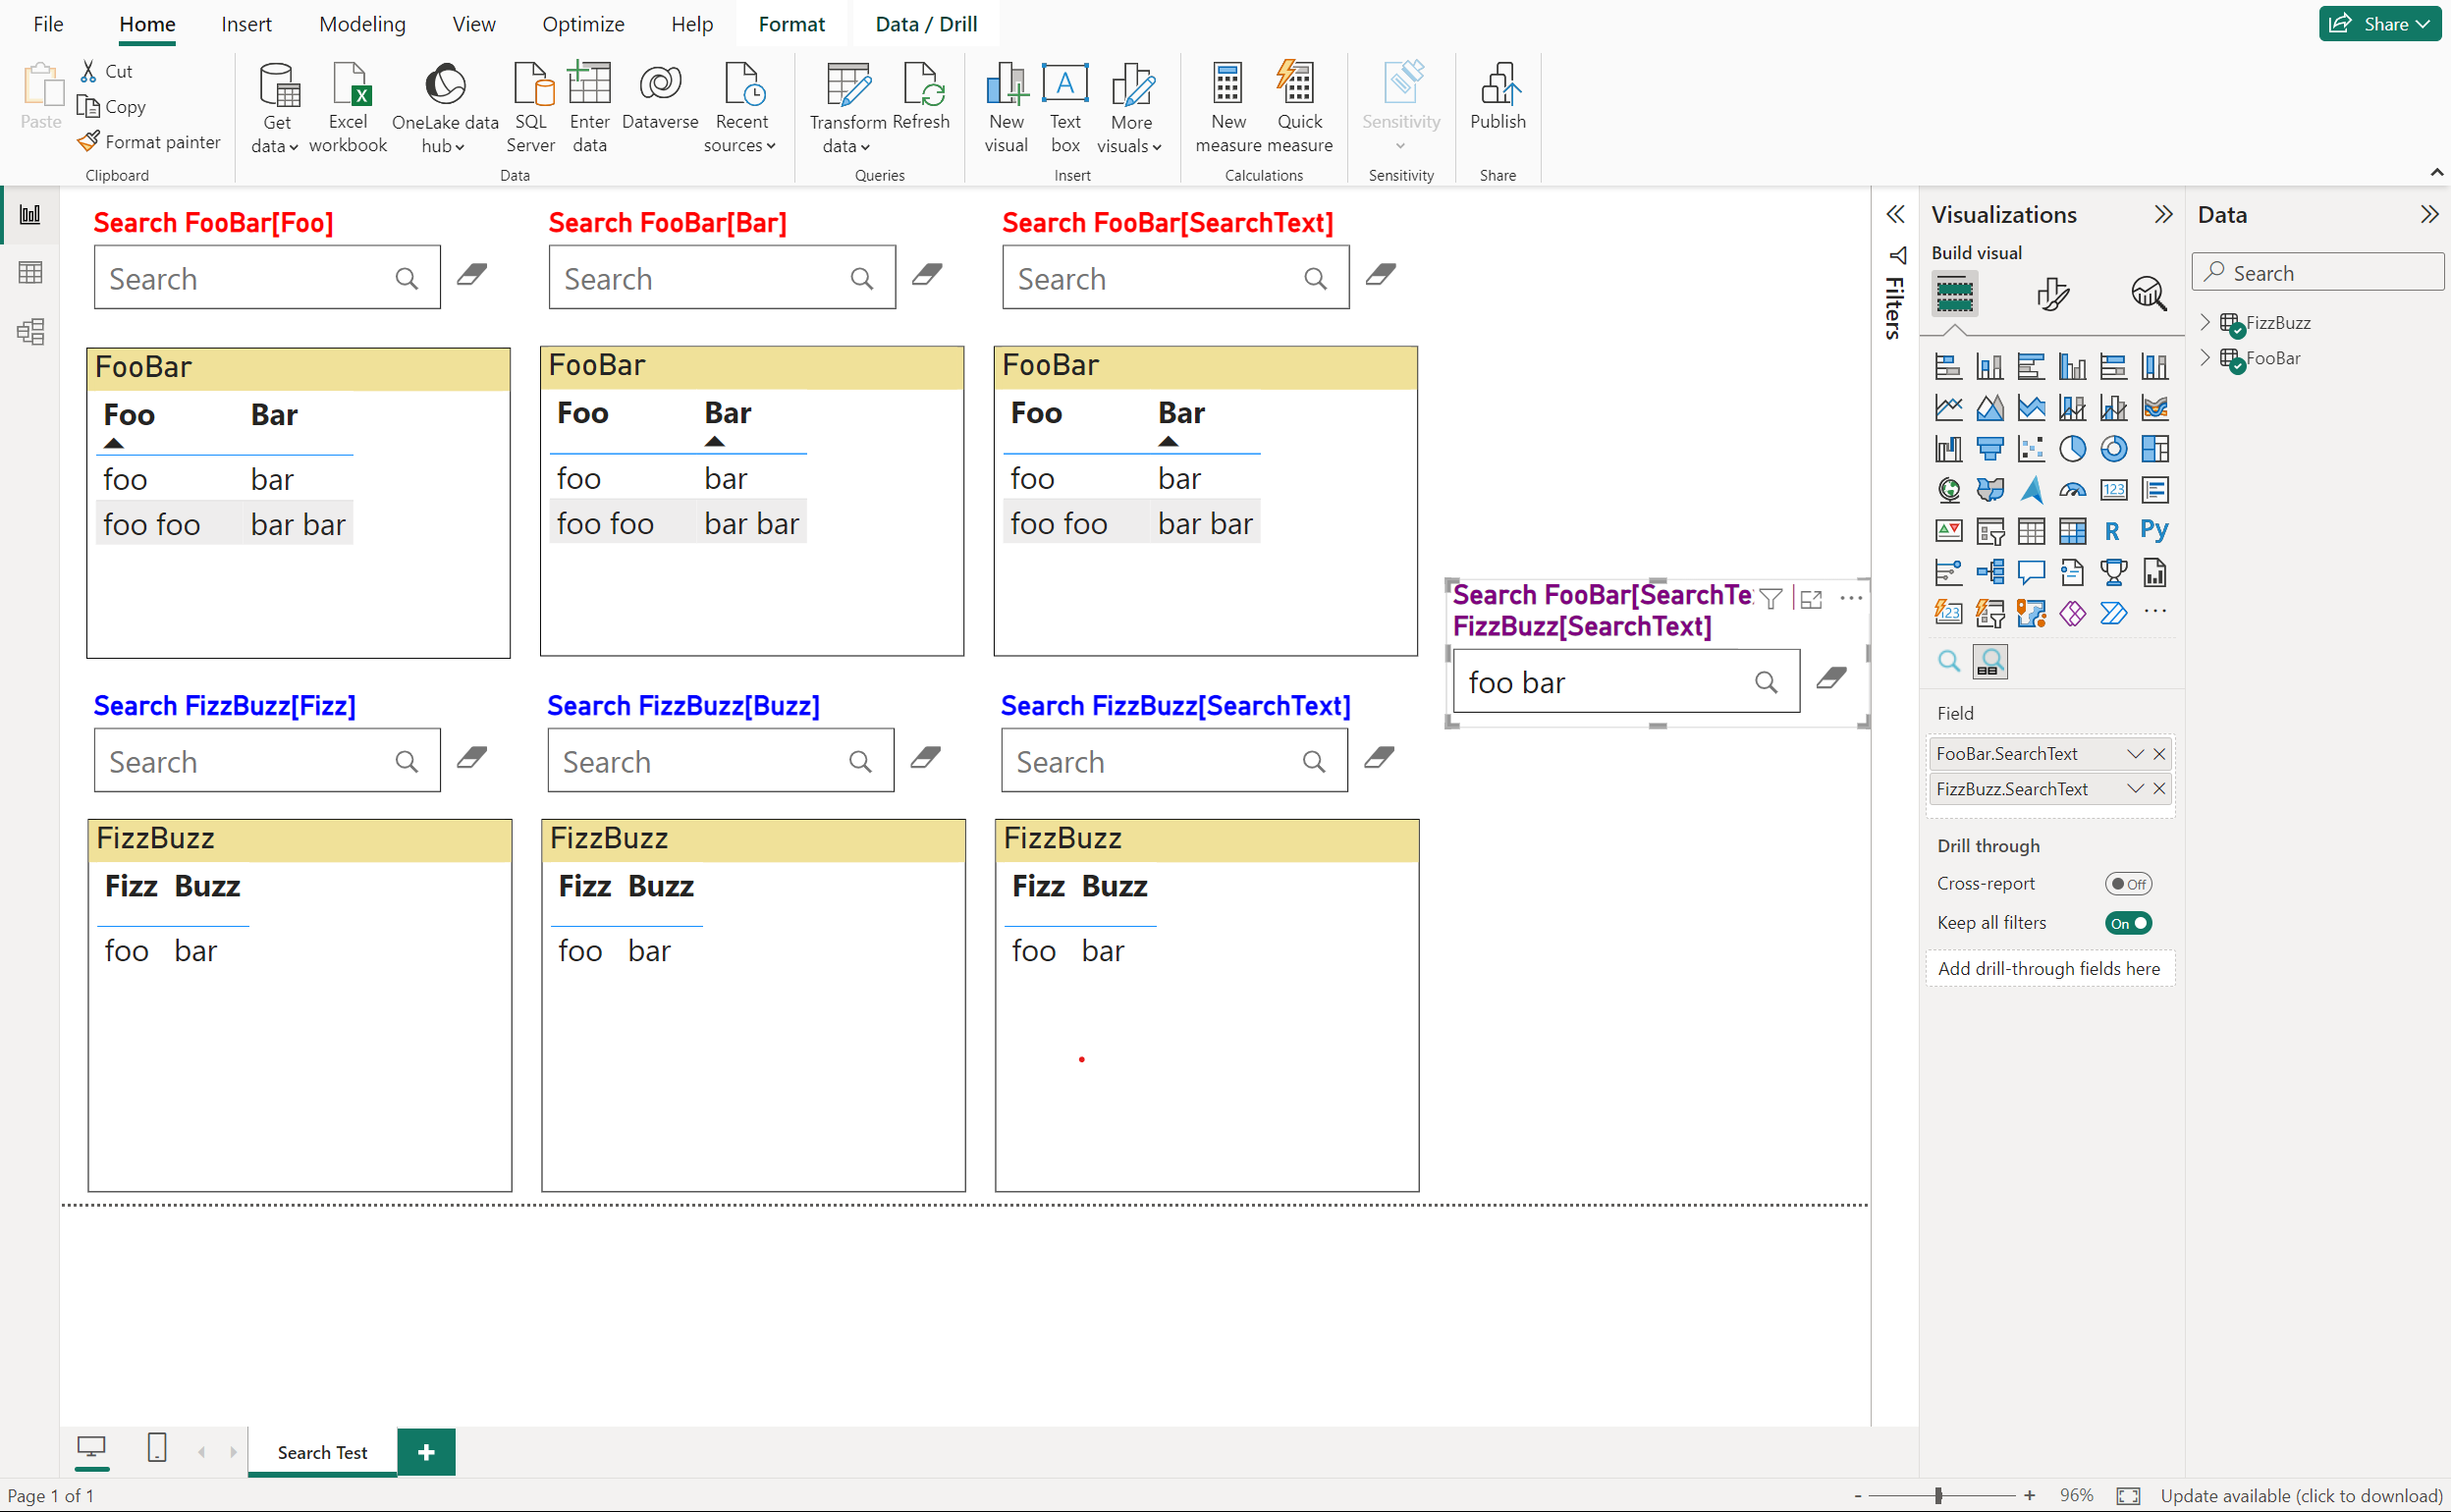 File Home Insert Modeling View Optimize Help Format Data / Drill Share
Paste
Cut
Copy
Format painter
Clipboard
Get data
Excel workbook
OneLake data hub
SQL Server
Enter data
Dataverse
Recent sources
Data
Transform data
Refresh
Queries
New visual
A
Text box
More visuals
Insert
New measure
Quick measure
Calculations
Sensitivity
Sensitivity
Publish
Share
Search FooBar[Foo]
Search
Search FooBar[Bar]
Search
Search FooBar[SearchText]
Search
FooBar
Foo Bar
foo bar
foo foo bar bar
FooBar
Foo Bar
foo bar
foo foo bar bar
FooBar
Foo Bar
foo bar
foo foo bar bar
Search FooBar[SearchTe
FizzBuzz[SearchText]
foo bar
Search FizzBuzz[Fizz]
Search
Search FizzBuzz[Buzz]
Search
Search FizzBuzz[SearchText]
Search
FizzBuzz
Fizz Buzz
foo bar
FizzBuzz
Fizz Buzz
foo bar
FizzBuzz
Fizz Buzz
foo bar
Filters
Visualizations
Build visual
123
R Py
123
Field
FooBar.SearchText
FizzBuzz.SearchText
Drill through
Cross-report Off
Keep all filters On
Add drill-through fields here
Data
Search
FizzBuzz
FooBar
Search Test +
Page 1 of 1
- + 96% Update available (click to download)